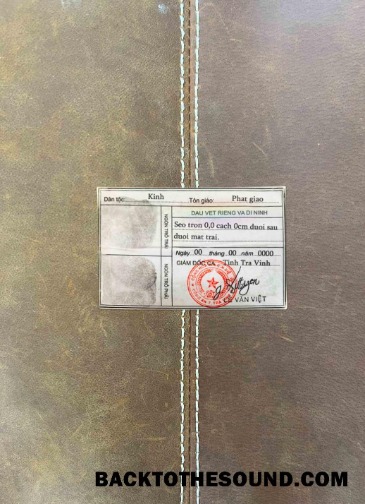 Dân tộc: Kinh Tôn giáo: Phat giao
DẤU VẾT RIÊNG VÀ DỊ HÌNH
NGÓN TRỎ TRÁI
Seo tron 0,0 cach 0cm duoi sau
duoi mac trai.
Ngày 00 tháng 00 năm 0000
NGÓN TRỎ PHẢI
GIÁM ĐỐC CA Tinh Tra Vinh
VĂN VIỆT
BACKTOTHESOUND.COM